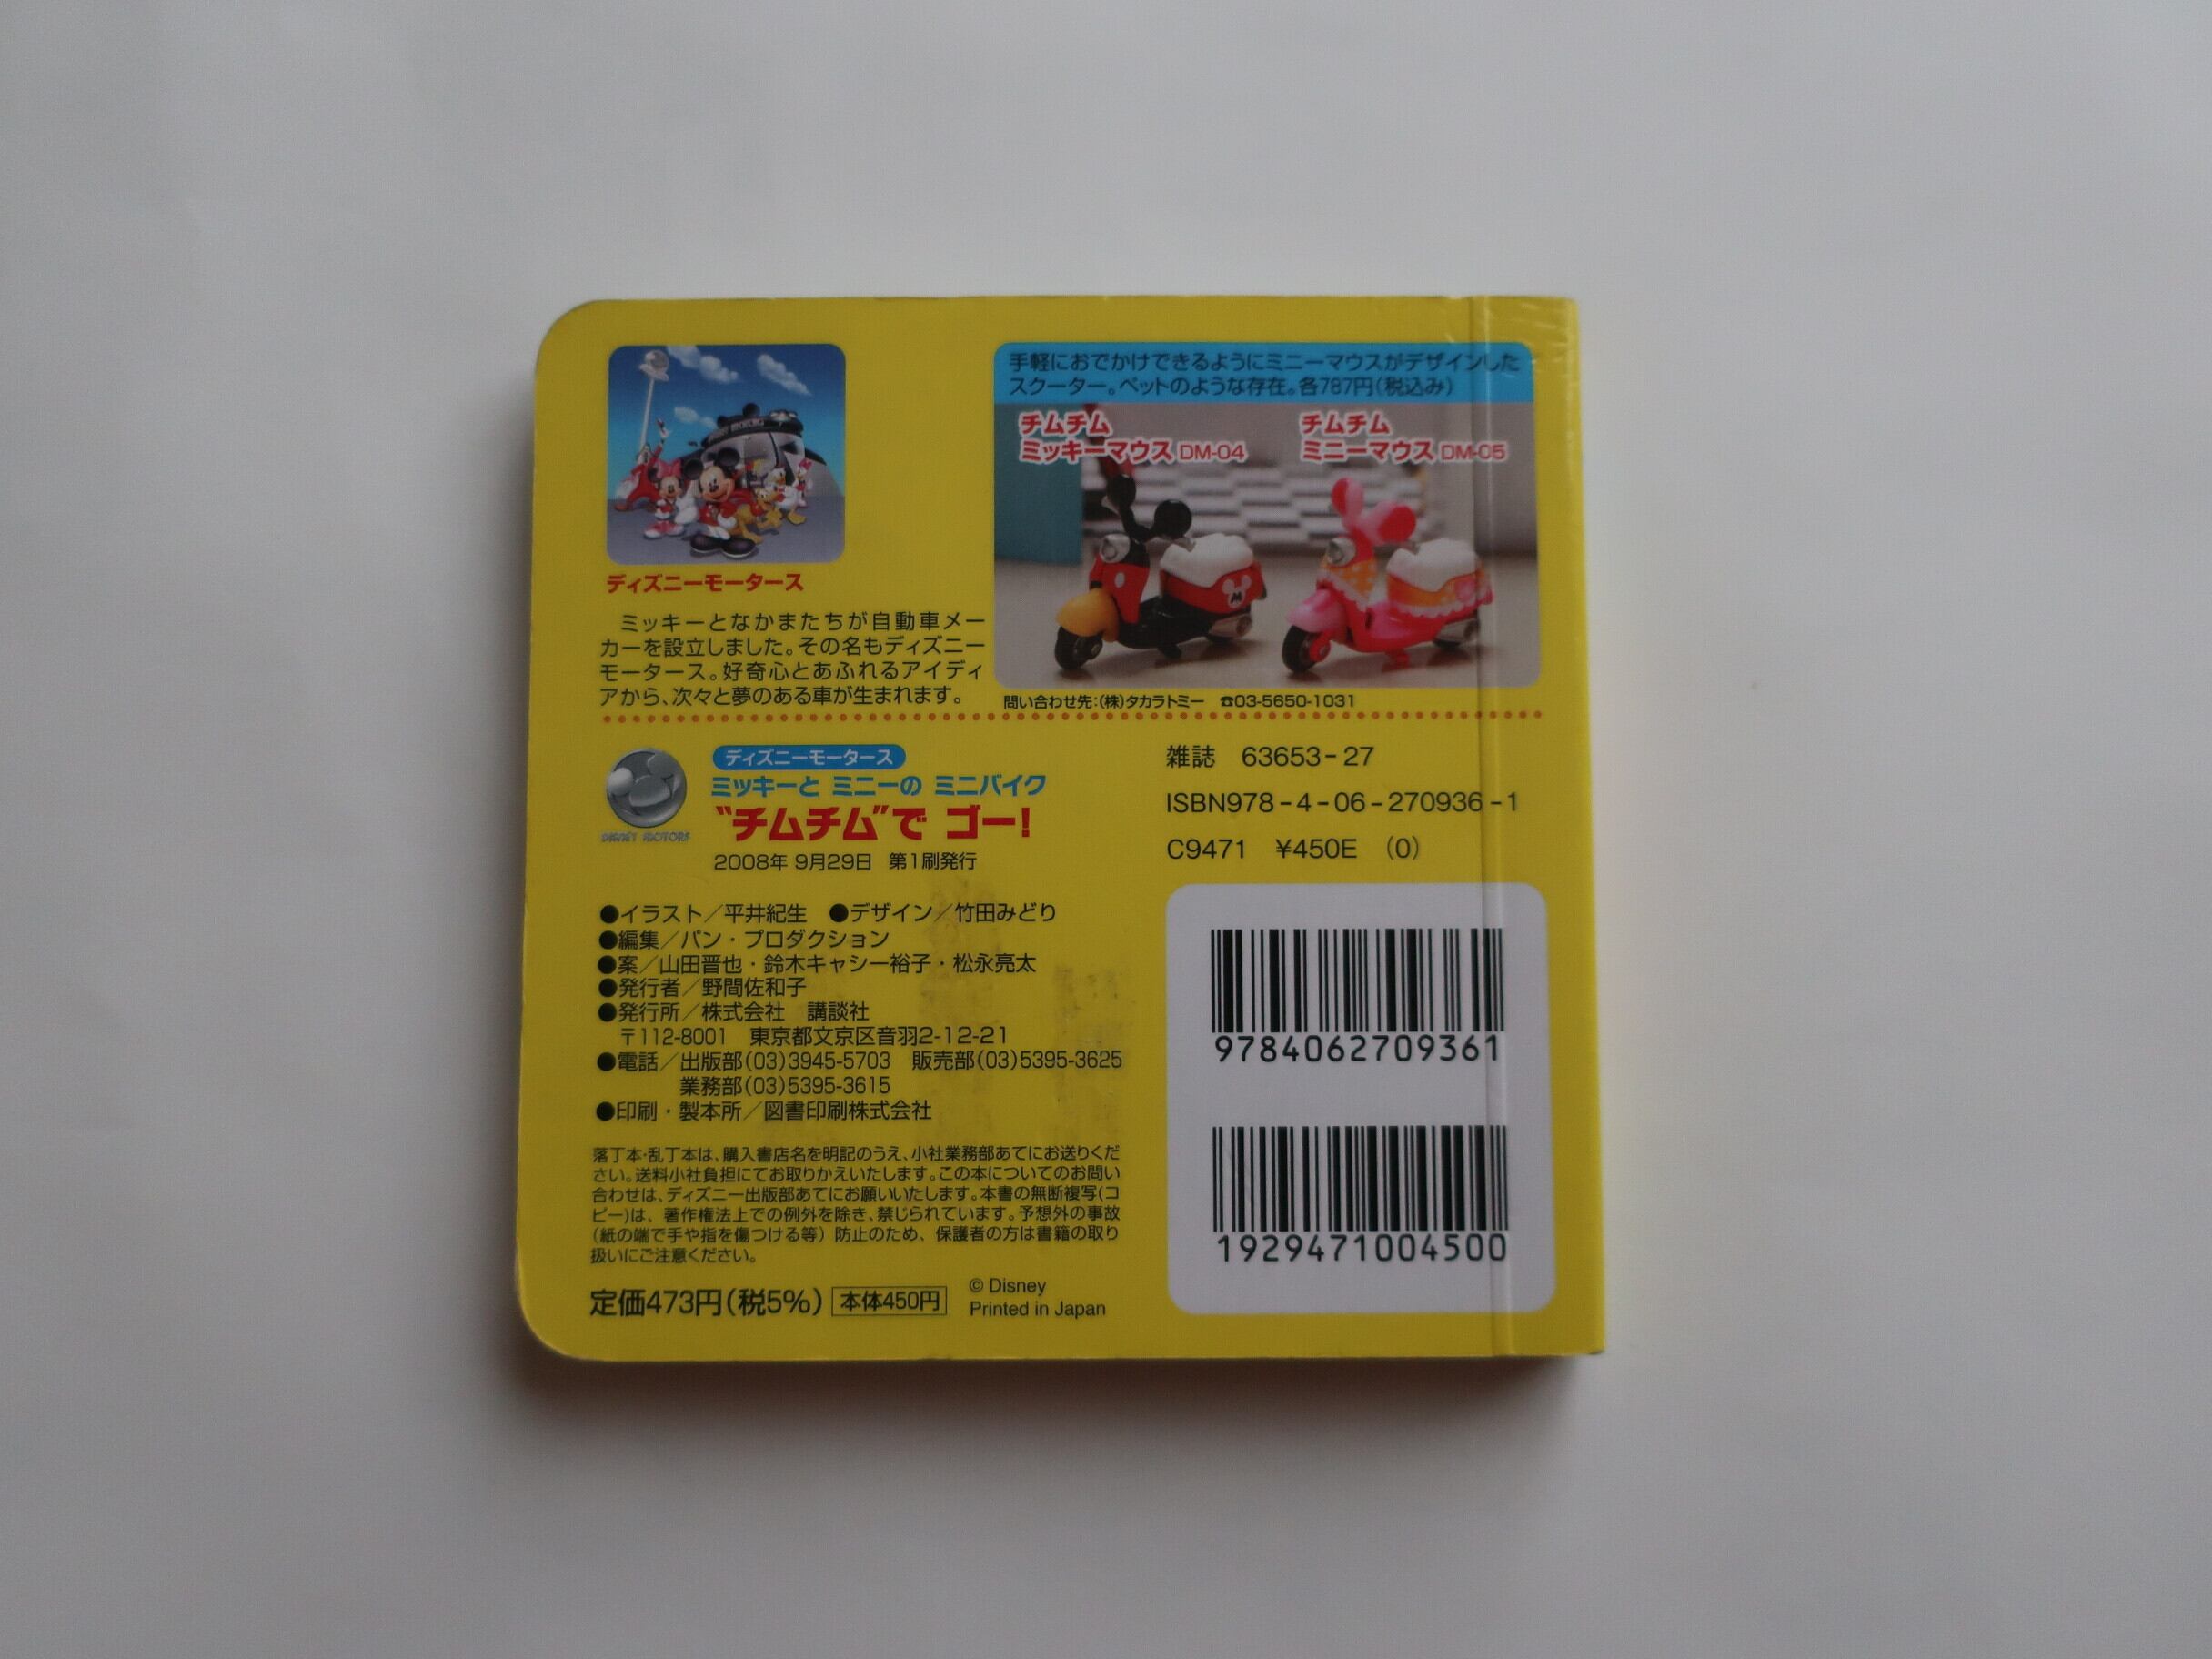 ディズニーモータース
ミッキーとなかまたちが自動車メー
カーを設立しました。その名もディズニー
モータース。好奇心とあふれるアイディ
アから、次々と夢のある車が生まれます。
手軽におでかけできるようにミニーマウスがデザインした
スクーター。ペットのような存在。各787円(税込み)
チムチム
ミッキーマウス DM-04
チムチム
ミニーマウス DM-05
問い合わせ先:(株)タカラトミー ☎03-5650-1031
DISNEY MOTORS
ディズニーモータース
ミッキーと ミニーの ミニバイク
“チムチム”で ゴー!
2008年 9月29日 第1刷発行
●イラスト／平井紀生 ●デザイン／竹田みどり
●編集／パン・プロダクション
●案／山田晋也・鈴木キャシー裕子・松永亮太
●発行者／野間佐和子
●発行所／株式会社 講談社
〒112-8001 東京都文京区音羽2-12-21
●電話／出版部(03)3945-5703 販売部(03)5395-3625
業務部(03)5395-3615
●印刷・製本所／図書印刷株式会社
落丁本・乱丁本は、購入書店名を明記のうえ、小社業務部あてにお送りくだ
さい。送料小社負担にてお取りかえいたします。この本についてのお問い
合わせは、ディズニー出版部あてにお願いいたします。本書の無断複写(コ
ピー)は、著作権法上での例外を除き、禁じられています。予想外の事故
(紙の端で手や指を傷つける等)防止のため、保護者の方は書籍の取り
扱いにご注意ください。
定価473円(税5%) 本体450円
© Disney
Printed in Japan
雑誌 63653-27
ISBN978-4-06-270936-1
C9471 ¥450E (0)
9784062709361
1929471004500